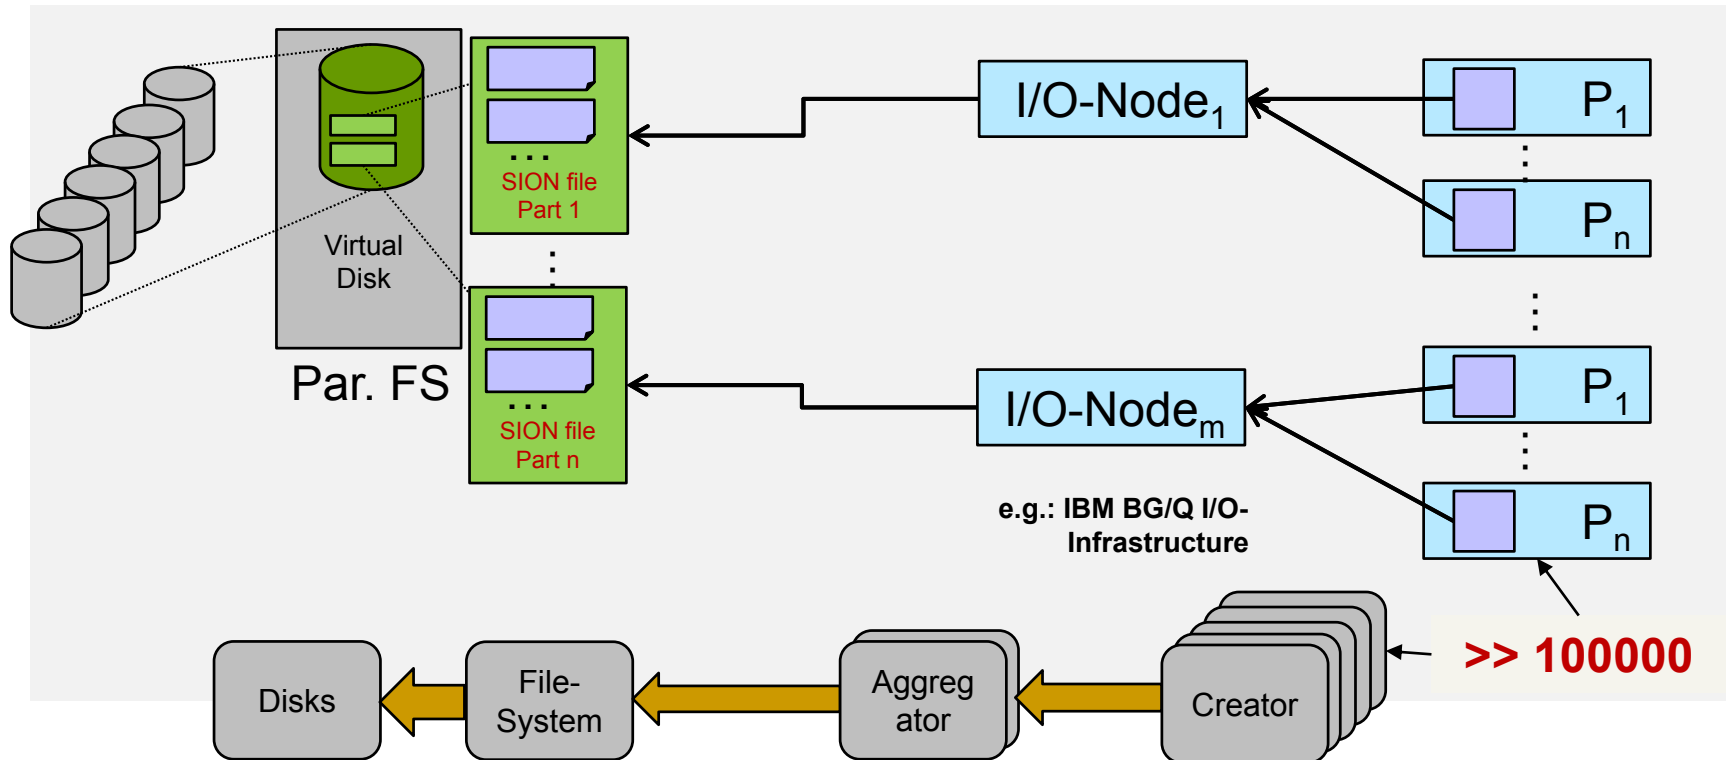 I/O-Node1
P1
...
SION file
Part 1
Pn
Virtual
Disk
Par. FS
I/O-Nodem
P1
...
SION file
Part n
e.g.: IBM BG/Q I/O-
Infrastructure
Pn
>> 100000
Disks
File-
System
Aggreg
ator
Creator